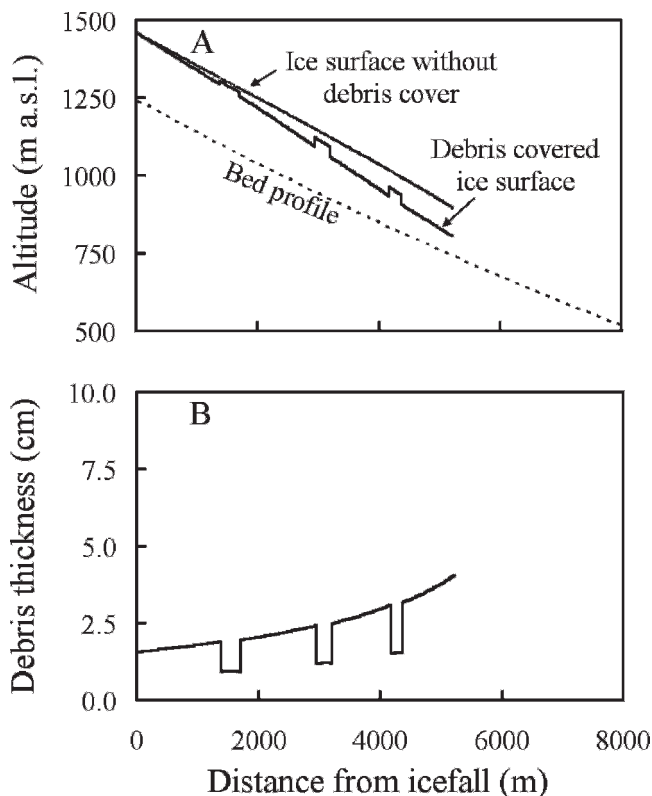 1500
1250
1000
750
500
Altitude (m a.s.l.)
A
Ice surface without
debris cover
Debris covered
ice surface
Bed profile
10.0
7.5
5.0
2.5
0.0
Debris thickness (cm)
B
0
2000
4000
6000
8000
Distance from icefall (m)